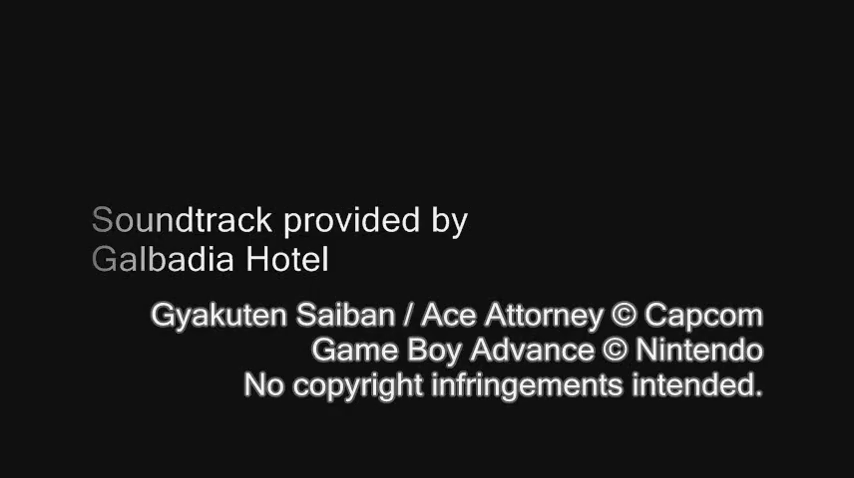 Soundtrack provided by
Galbadia Hotel
Gyakuten Saiban / Ace Attorney © Capcom
Game Boy Advance © Nintendo
No copyright infringements intended.